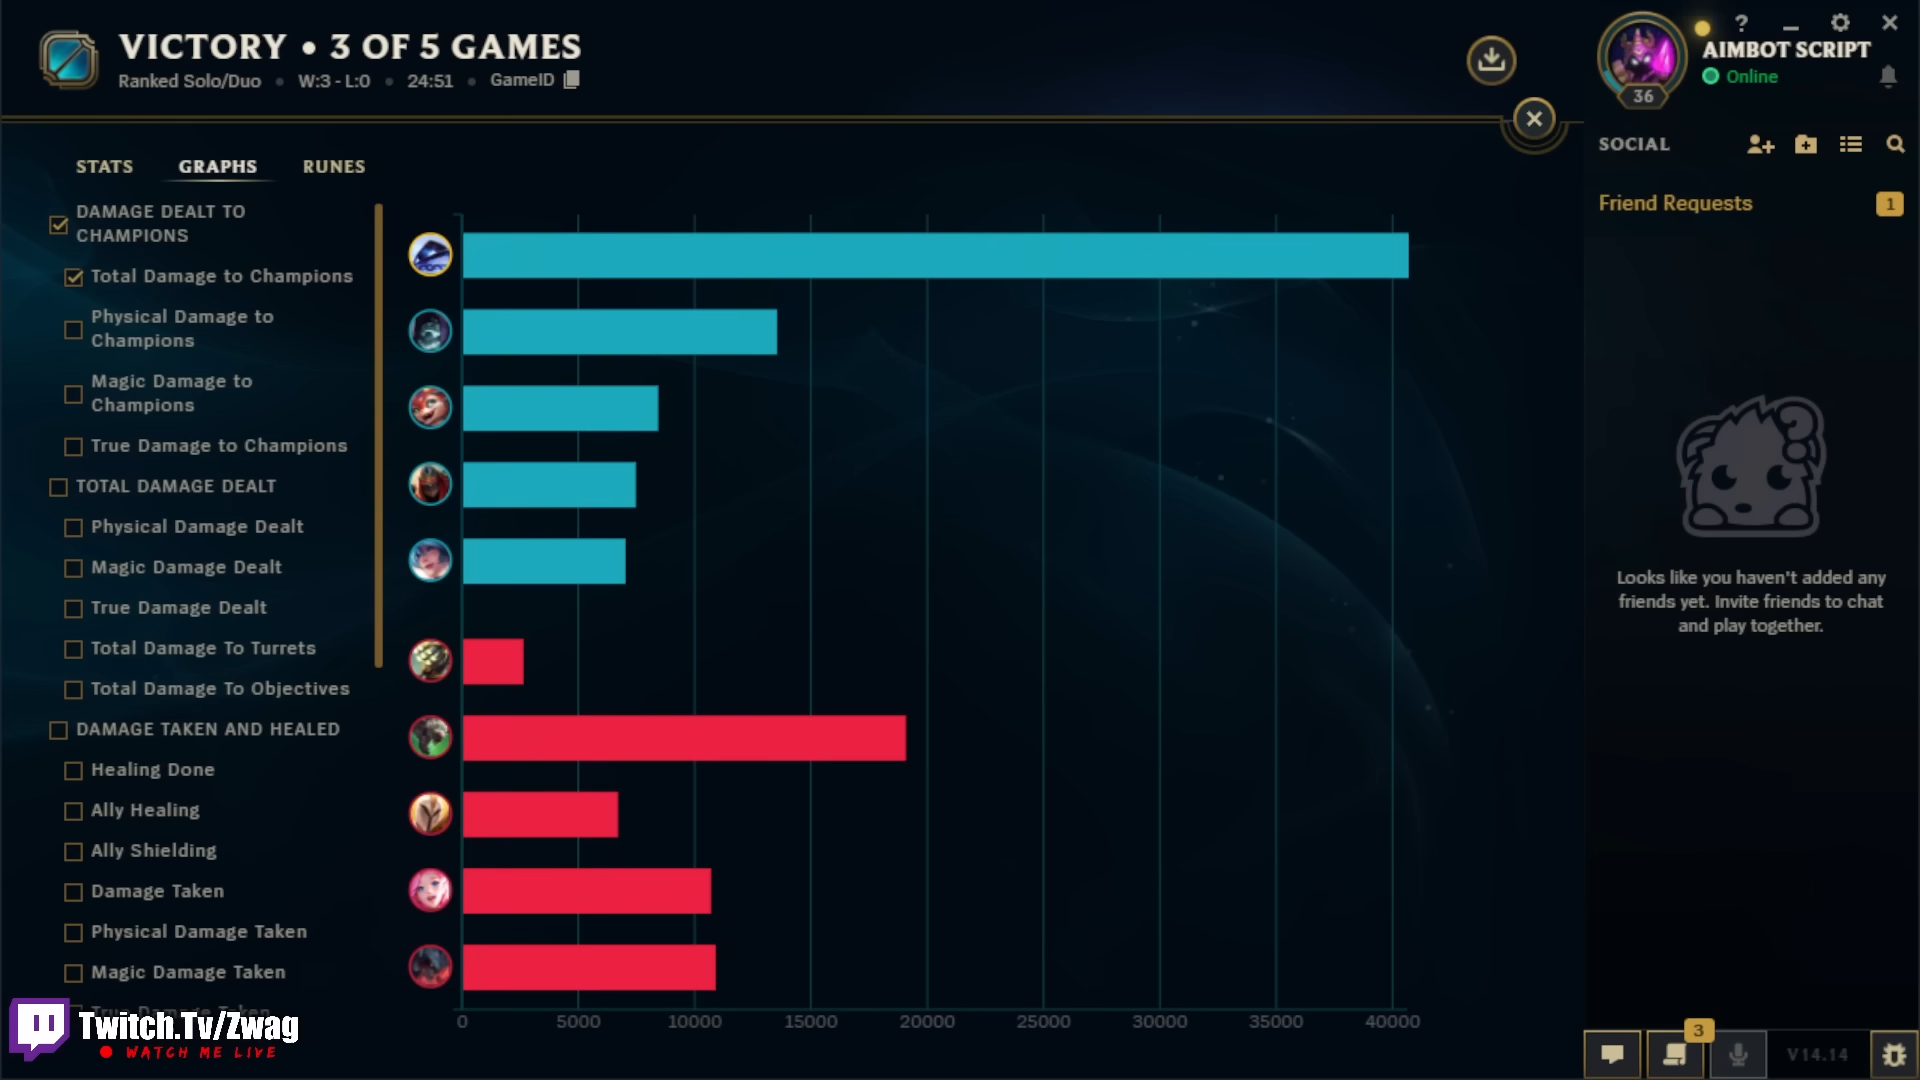 VICTORY • 3 OF 5 GAMES
Ranked Solo/Duo • W:3 - L:0 • 24:51 • GameID
?
AIMBOT SCRIPT
Online
36
STATS GRAPHS RUNES
SOCIAL
Friend Requests 1
DAMAGE DEALT TO
CHAMPIONS
Total Damage to Champions
Physical Damage to
Champions
Magic Damage to
Champions
True Damage to Champions
TOTAL DAMAGE DEALT
Physical Damage Dealt
Magic Damage Dealt
True Damage Dealt
Total Damage To Turrets
Total Damage To Objectives
DAMAGE TAKEN AND HEALED
Healing Done
Ally Healing
Ally Shielding
Damage Taken
Physical Damage Taken
Magic Damage Taken
True Damage Taken
0 5000 10000 15000 20000 25000 30000 35000 40000
Looks like you haven't added any
friends yet. Invite friends to chat
and play together.
Twitch.Tv/Zwag
WATCH ME LIVE
3
V14.14